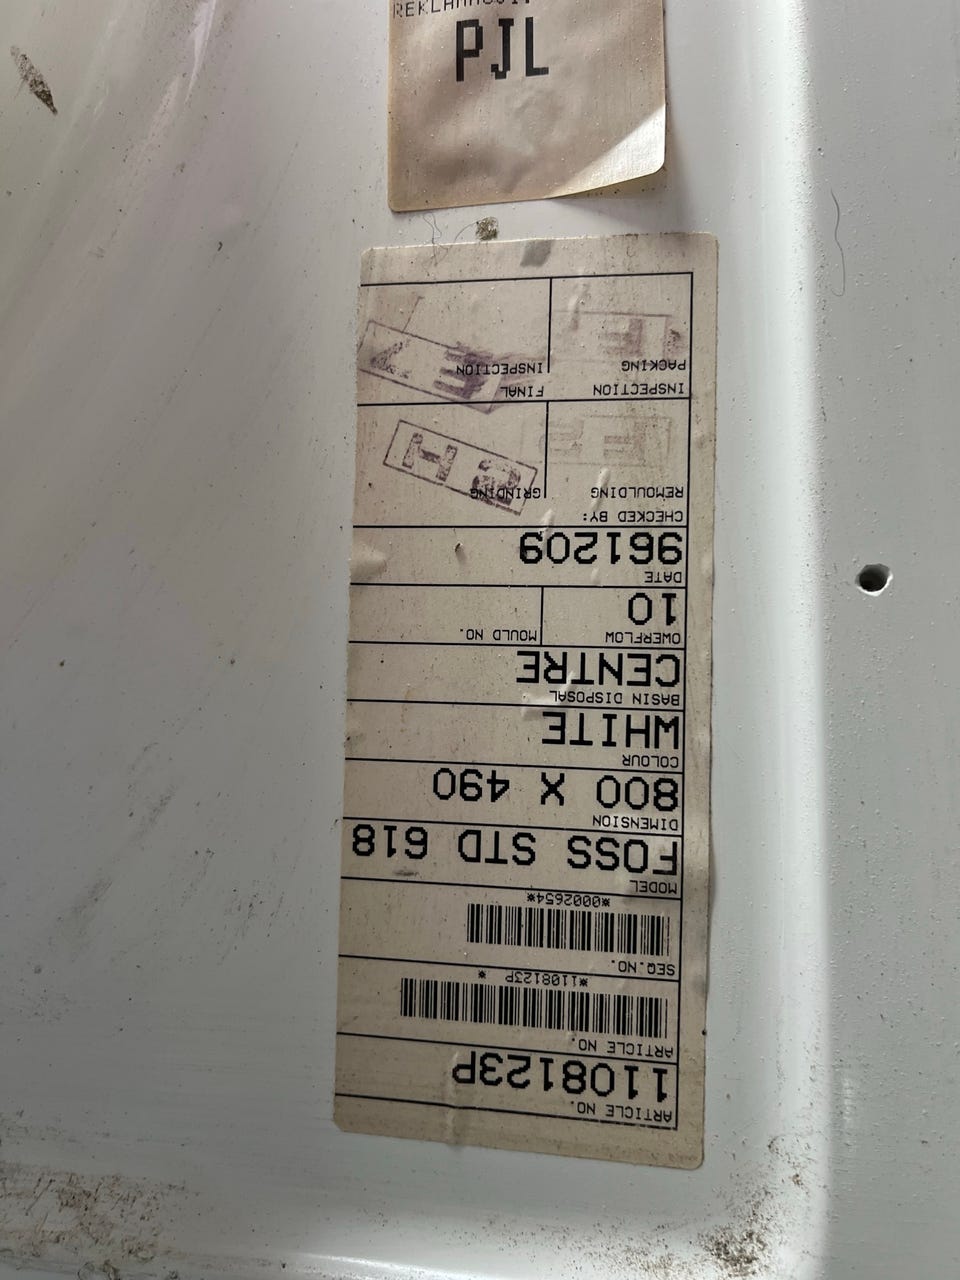 PJL
ARTICLE NO.
1108123P
ARTICLE NO.
*1108123P *
SEQ.NO.
*0002654*
MODEL
FOSS STD 618
DIMENSION
800 X 490
COLOUR
WHITE
BASIN DISPOSAL
CENTRE
OWERFLOW MOULD NO.
10
DATE
961209
CHECKED BY:
REMOULDING GRINDING
H
INSPECTION FINAL
PACKING INSPECTION